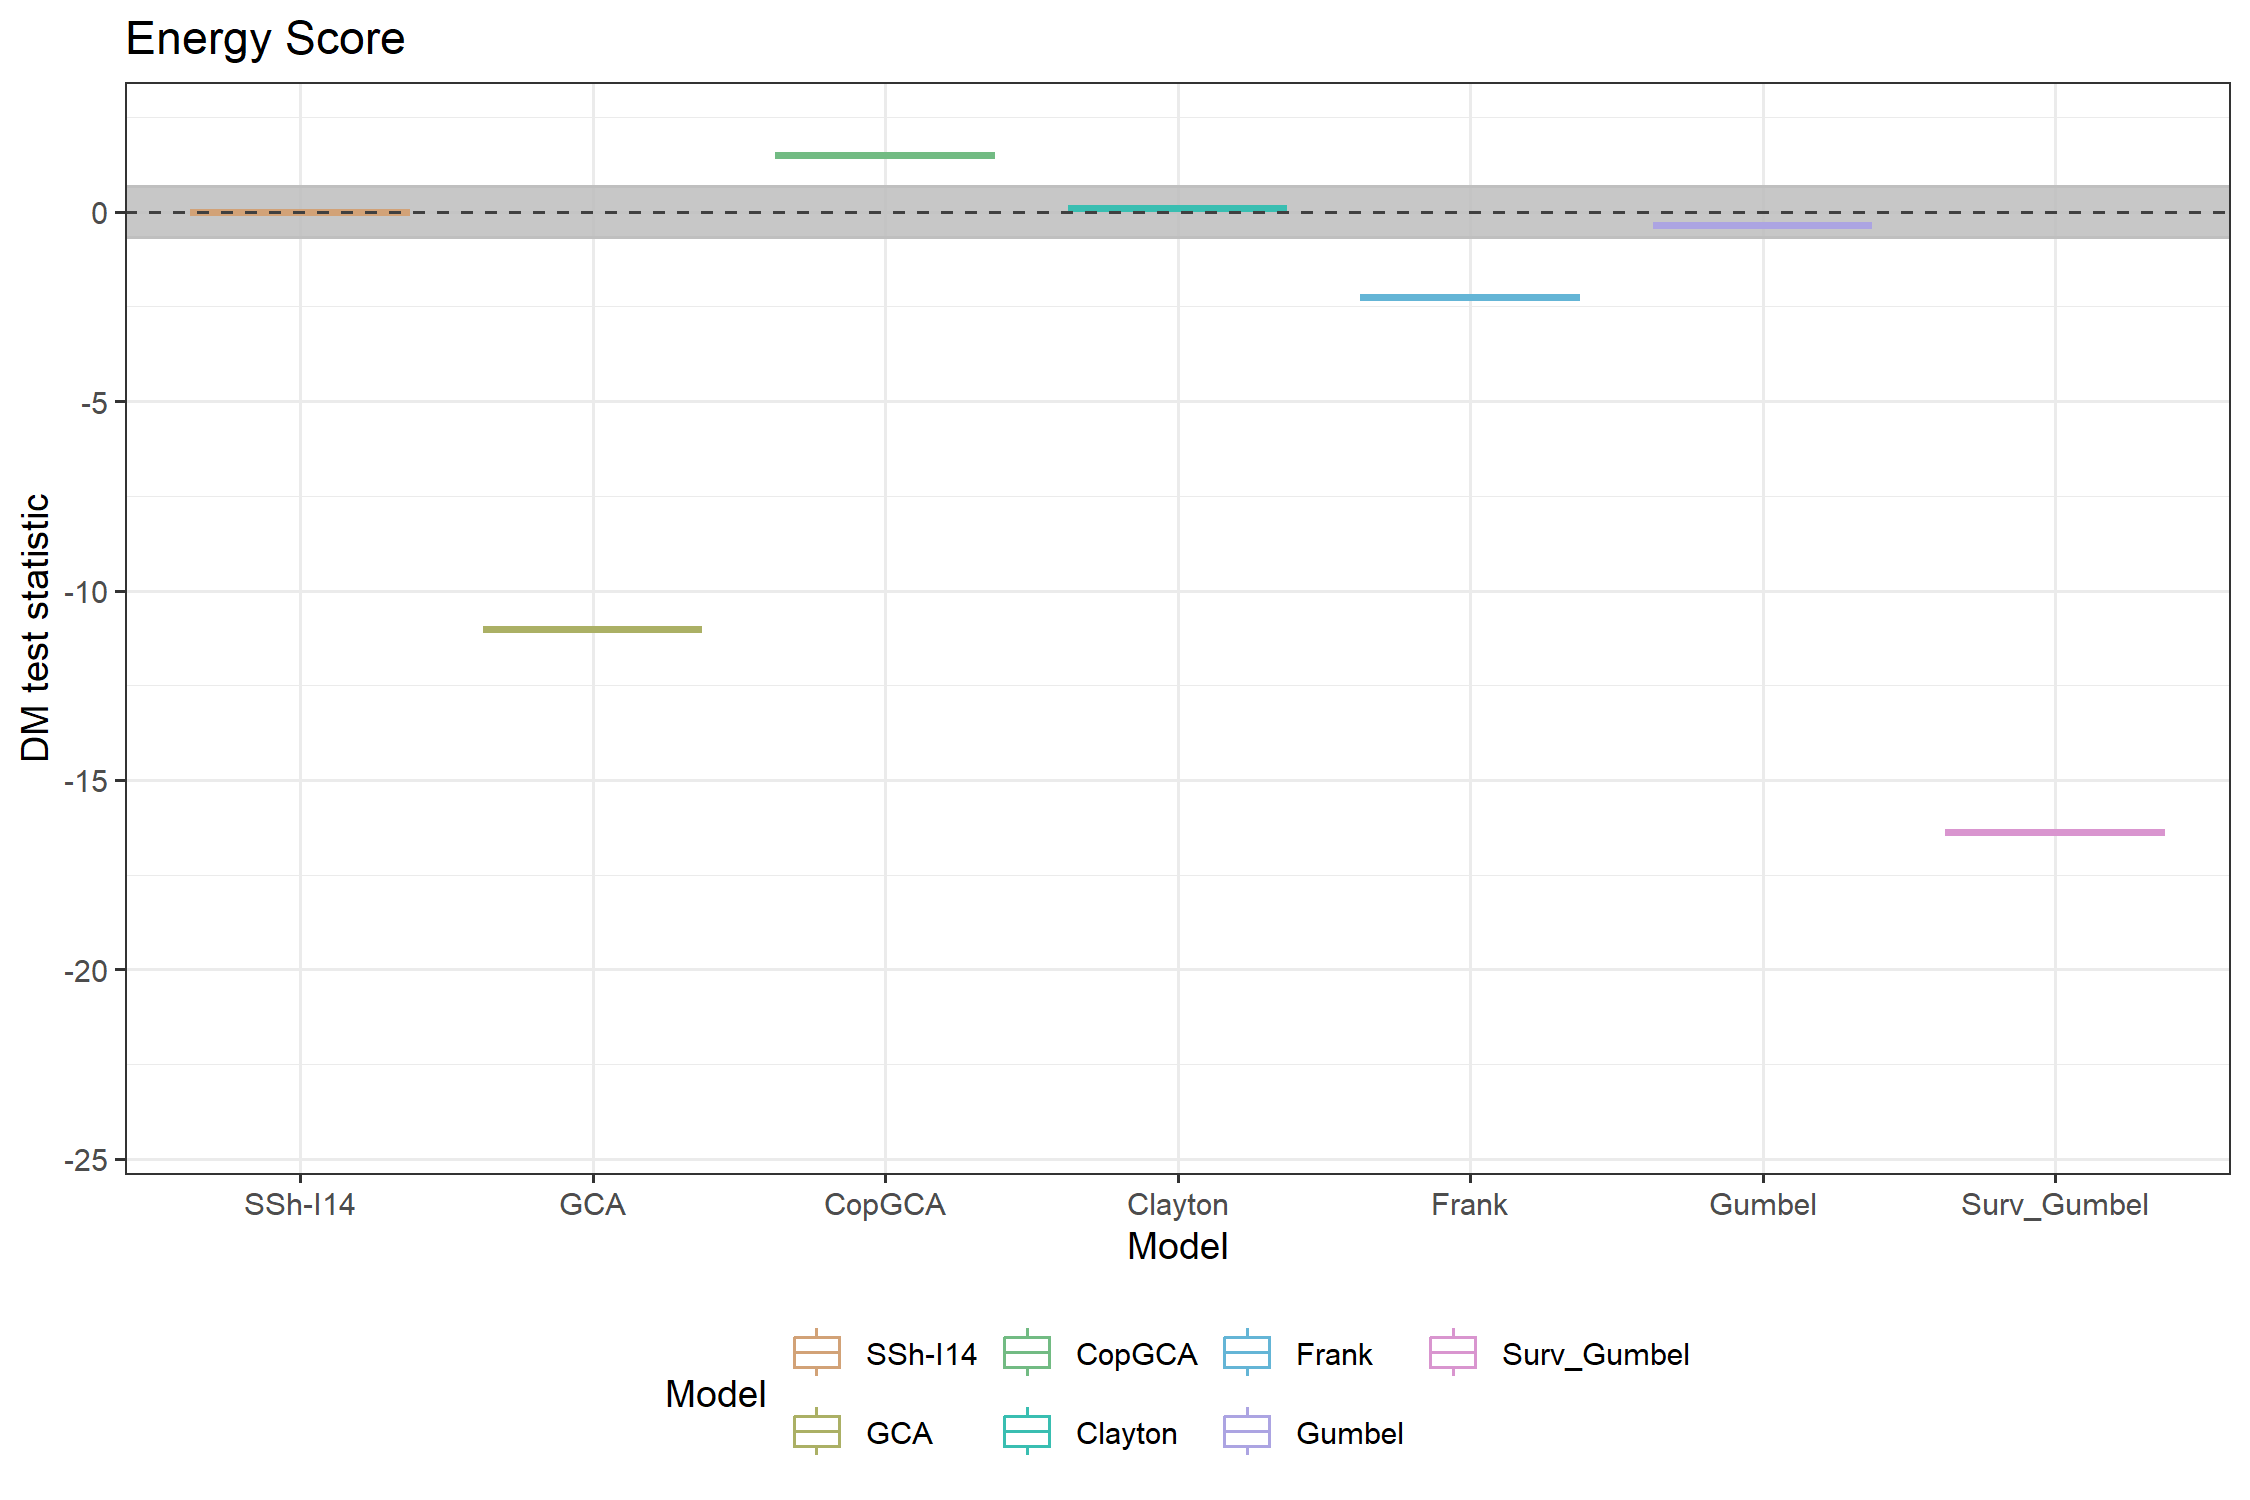 Energy Score
DM test statistic
0
-5
-10
-15
-20
-25
SSh-I14 GCA CopGCA Clayton Frank Gumbel Surv_Gumbel
Model
Model
SSh-I14 CopGCA Frank Surv_Gumbel
GCA Clayton Gumbel